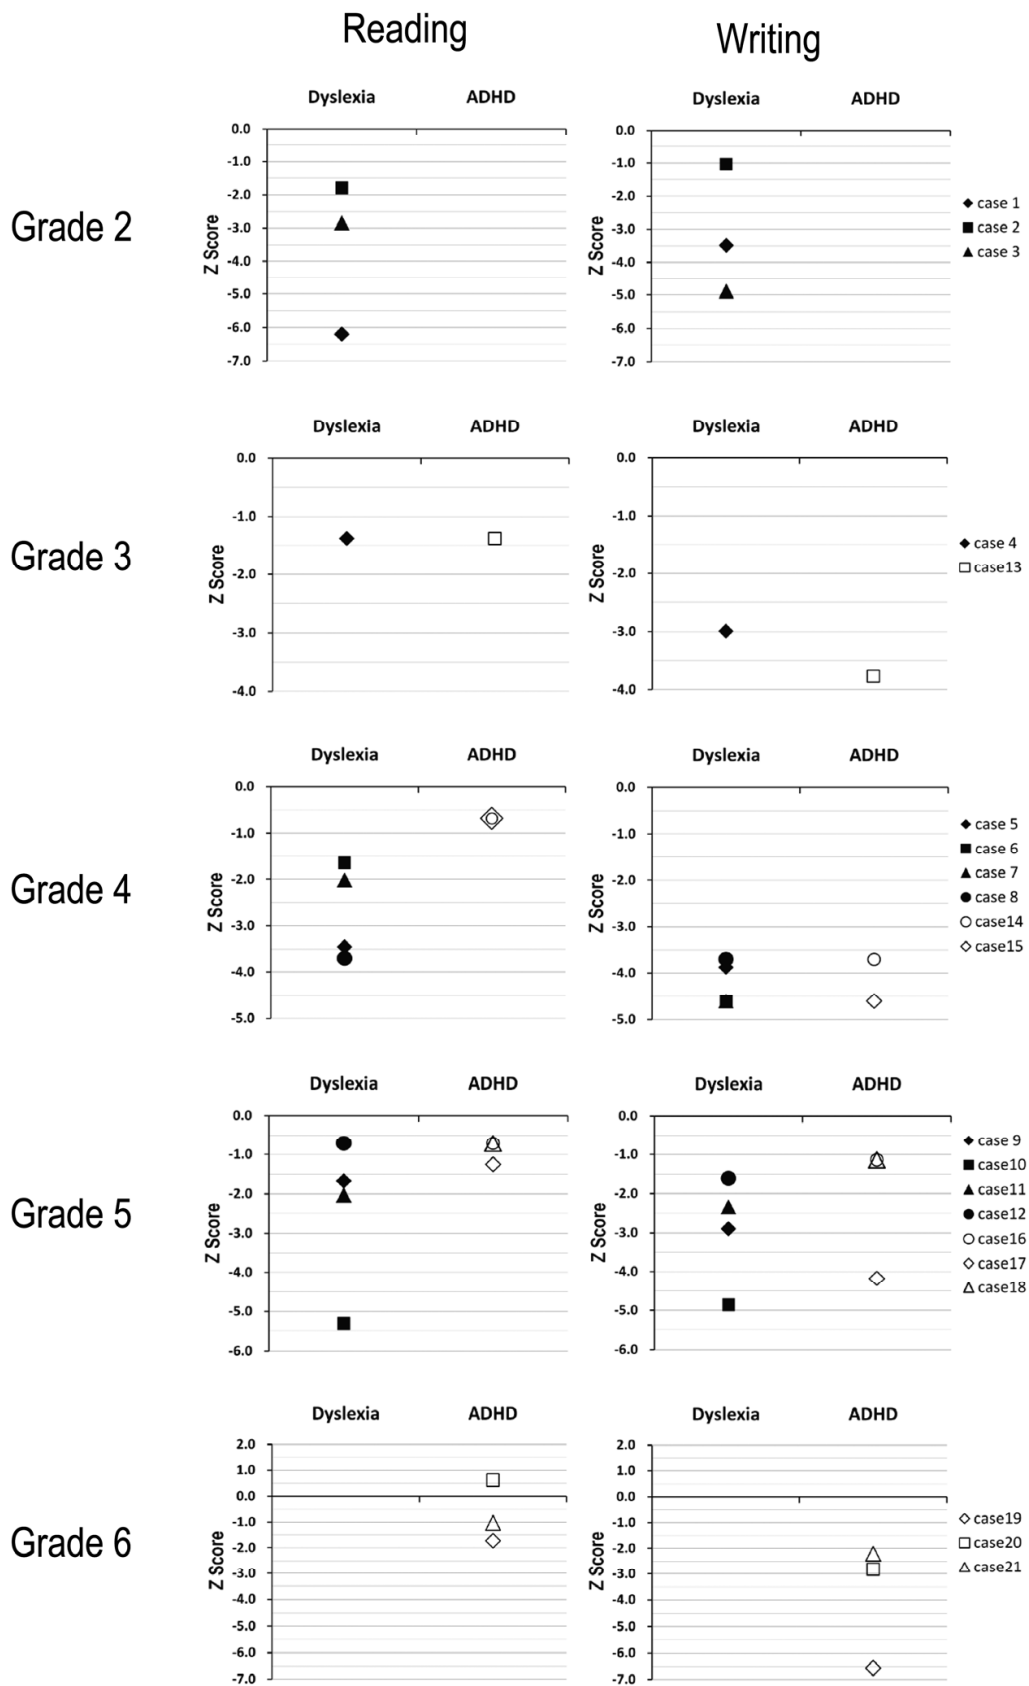 Reading
Writing
Grade 2
Dyslexia
ADHD
Z Score
0.0
-1.0
-2.0
-3.0
-4.0
-5.0
-6.0
-7.0
Dyslexia
ADHD
Z Score
0.0
-1.0
-2.0
-3.0
-4.0
-5.0
-6.0
-7.0
case 1
case 2
case 3
Grade 3
Dyslexia
ADHD
Z Score
0.0
-1.0
-2.0
-3.0
-4.0
Dyslexia
ADHD
Z Score
0.0
-1.0
-2.0
-3.0
-4.0
case 4
case13
Grade 4
Dyslexia
ADHD
Z Score
0.0
-1.0
-2.0
-3.0
-4.0
-5.0
Dyslexia
ADHD
Z Score
0.0
-1.0
-2.0
-3.0
-4.0
-5.0
case 5
case 6
case 7
case 8
case14
case15
Grade 5
Dyslexia
ADHD
Z Score
0.0
-1.0
-2.0
-3.0
-4.0
-5.0
-6.0
Dyslexia
ADHD
Z Score
0.0
-1.0
-2.0
-3.0
-4.0
-5.0
-6.0
case 9
case10
case11
case12
case16
case17
case18
Grade 6
Dyslexia
ADHD
Z Score
2.0
1.0
0.0
-1.0
-2.0
-3.0
-4.0
-5.0
-6.0
-7.0
Dyslexia
ADHD
Z Score
2.0
1.0
0.0
-1.0
-2.0
-3.0
-4.0
-5.0
-6.0
-7.0
case19
case20
case21